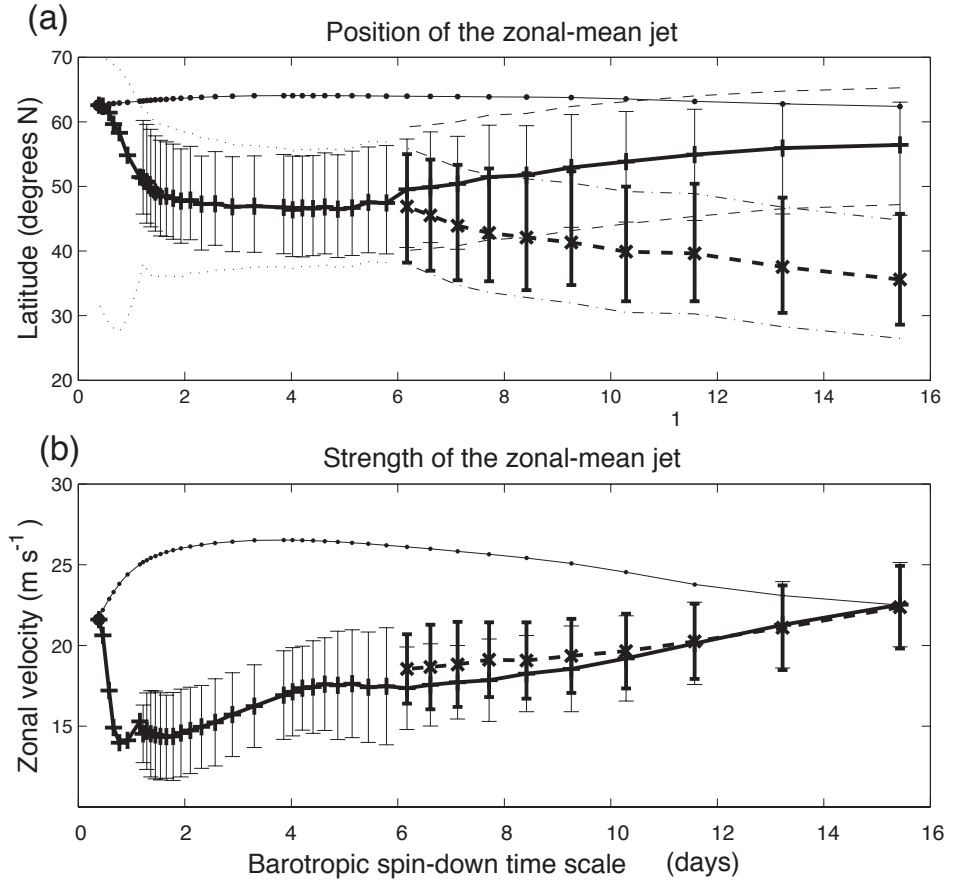 (a)
Position of the zonal-mean jet
70
60
50
40
30
20
Latitude (degrees N)
0 2 4 6 8 10 12 14 16
1
(b)
Strength of the zonal-mean jet
30
25
20
15
Zonal velocity (m s-1 )
0 2 4 6 8 10 12 14 16
Barotropic spin-down time scale (days)